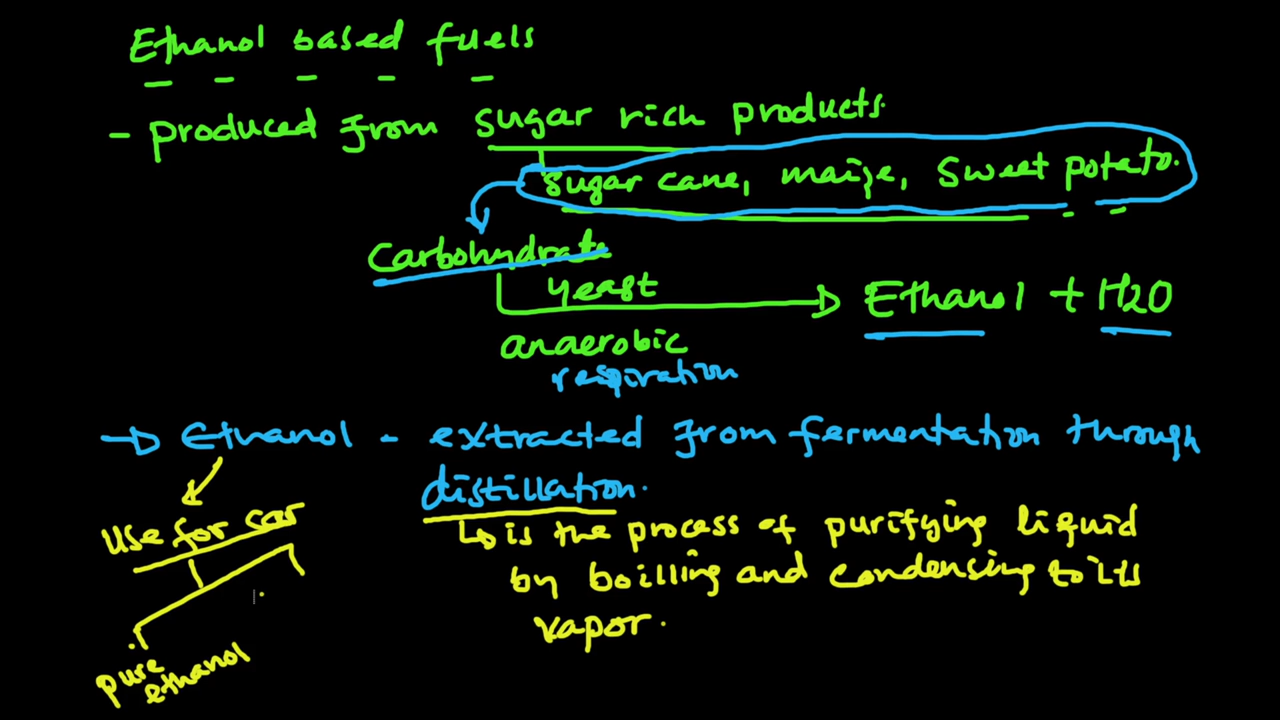 Ethanol based fuels
- produced from sugar rich products.
sugar cane, maize, sweet potato.
Carbohydrate
yeast
Ethanol + H2O
anaerobic
respiration
Ethanol - extracted from fermentation through
distillation.
use for car
is the process of purifying liquid
by boilling and condensing to its
vapor.
pure
ethanol